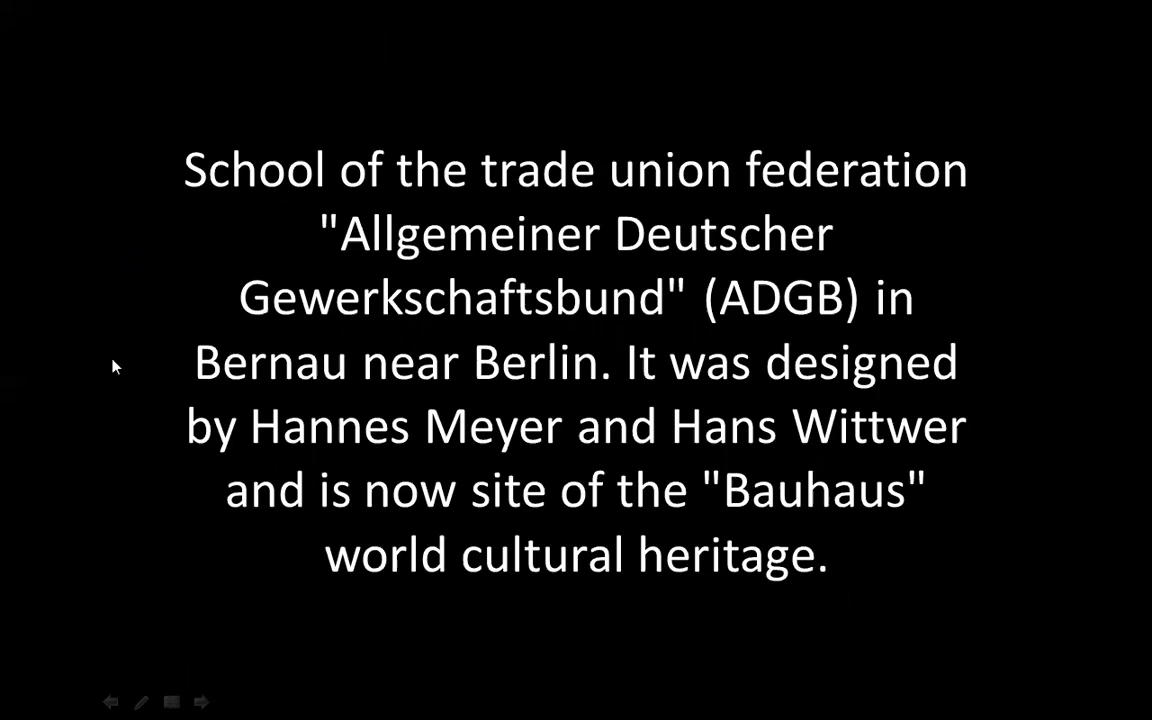 School of the trade union federation
"Allgemeiner Deutscher
Gewerkschaftsbund" (ADGB) in
Bernau near Berlin. It was designed
by Hannes Meyer and Hans Wittwer
and is now site of the "Bauhaus"
world cultural heritage.